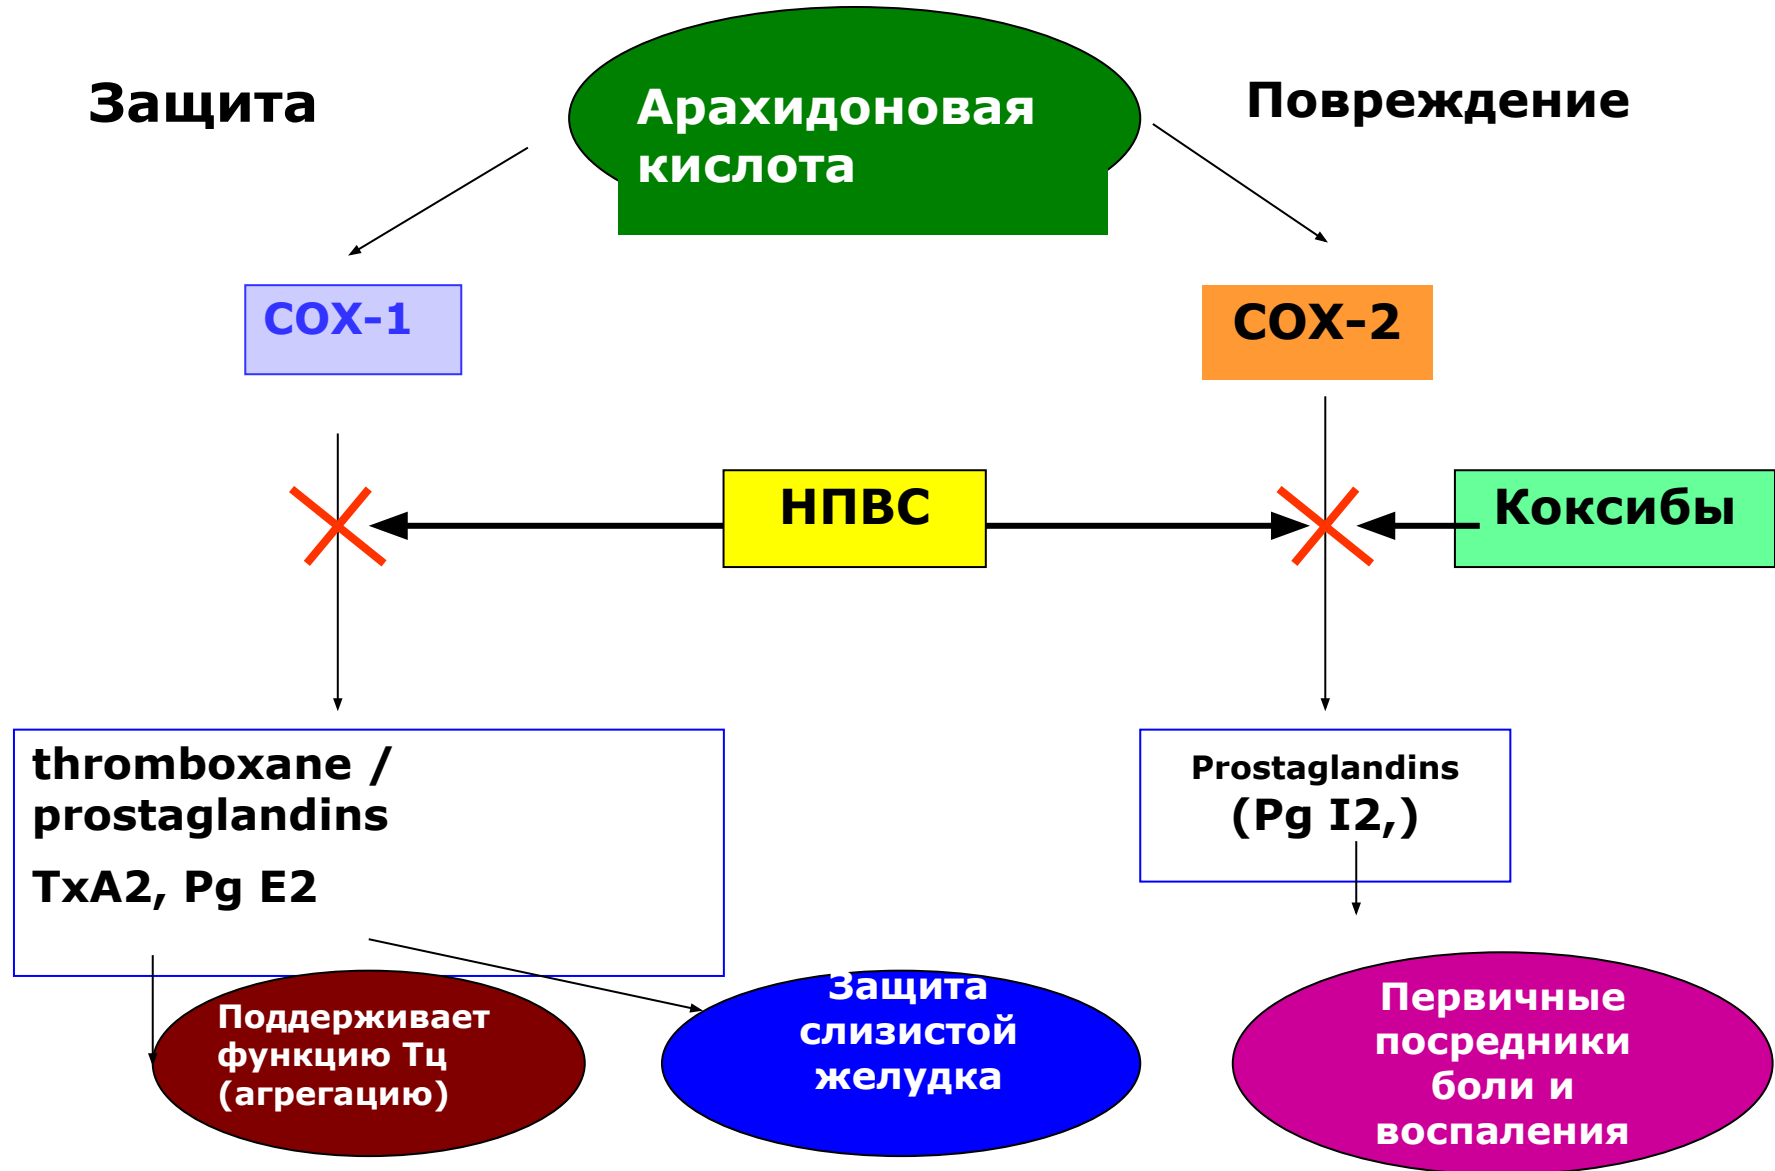 Защита
Арахидоновая
кислота
Повреждение
COX-1
COX-2
НПВС
Коксибы
thromboxane /
prostaglandins
TxA2, Pg E2
Prostaglandins
(Pg I2,)
Поддерживает
функцию Тц
(агрегацию)
Защита
слизистой
желудка
Первичные
посредники
боли и
воспаления